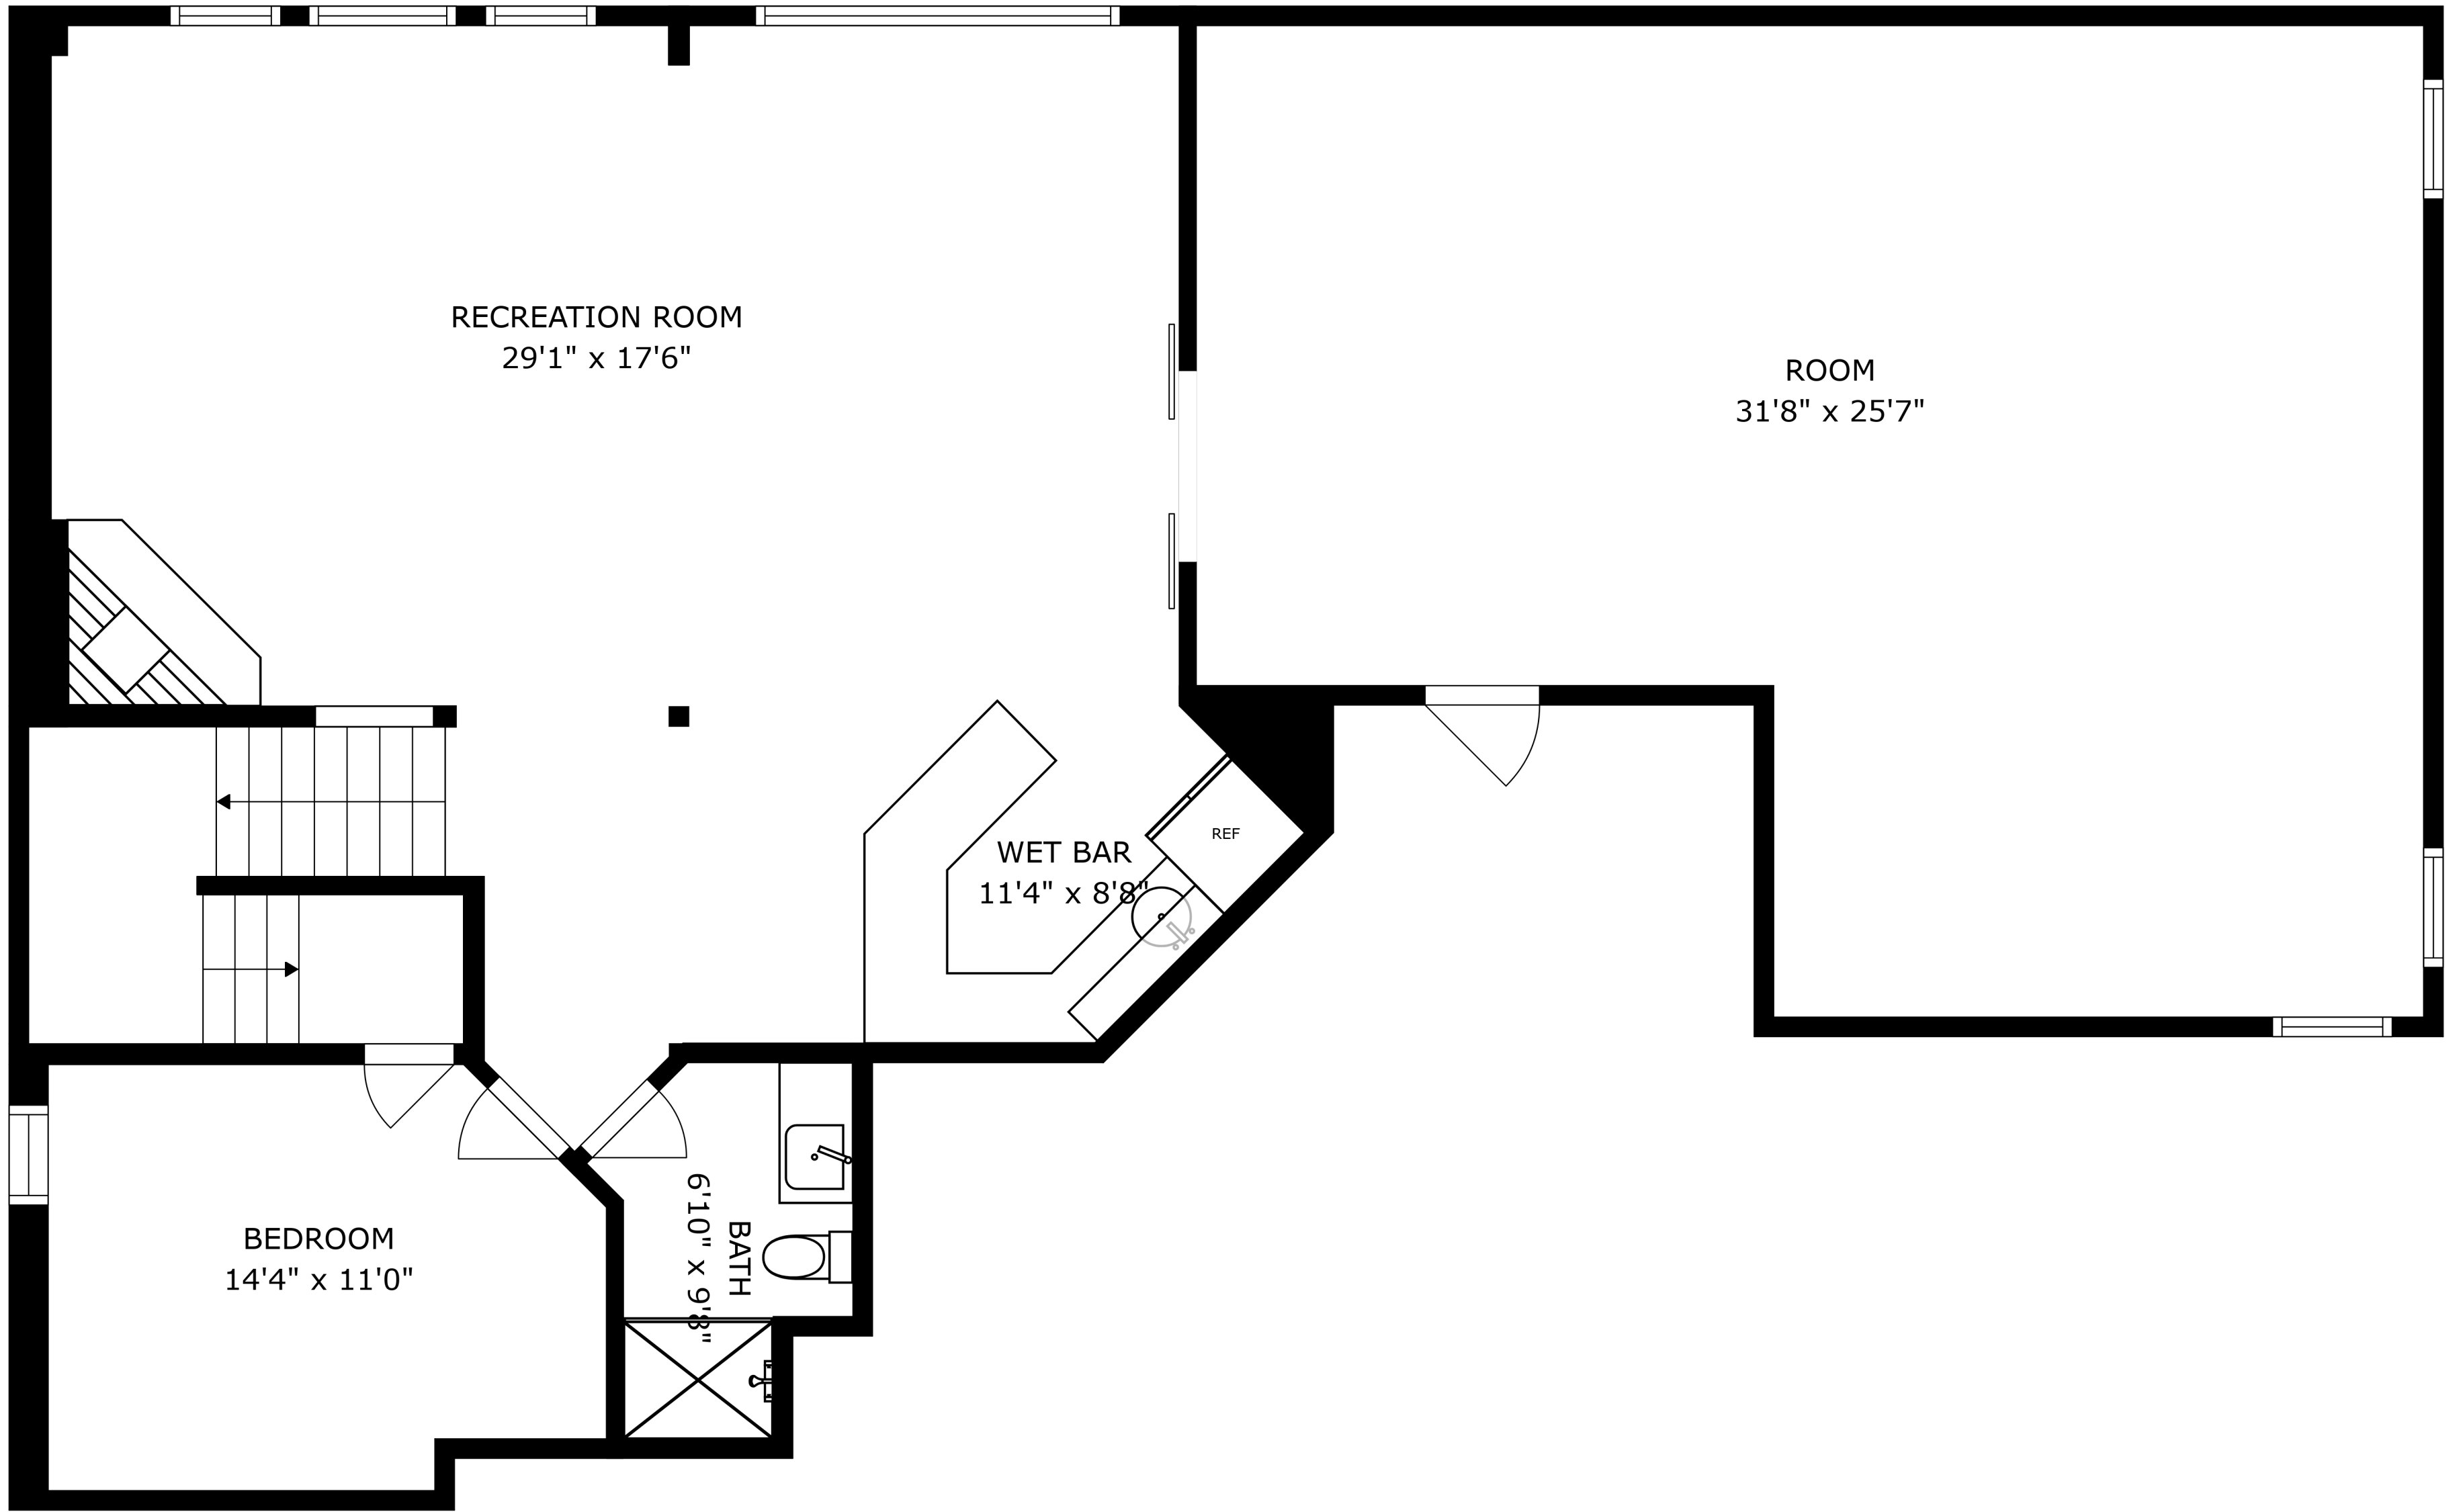 RECREATION ROOM
29'1" x 17'6"
ROOM
31'8" x 25'7"
WET BAR
11'4" x 8'8"
REF
BEDROOM
14'4" x 11'0"
BATH
6'10" x 9'8"